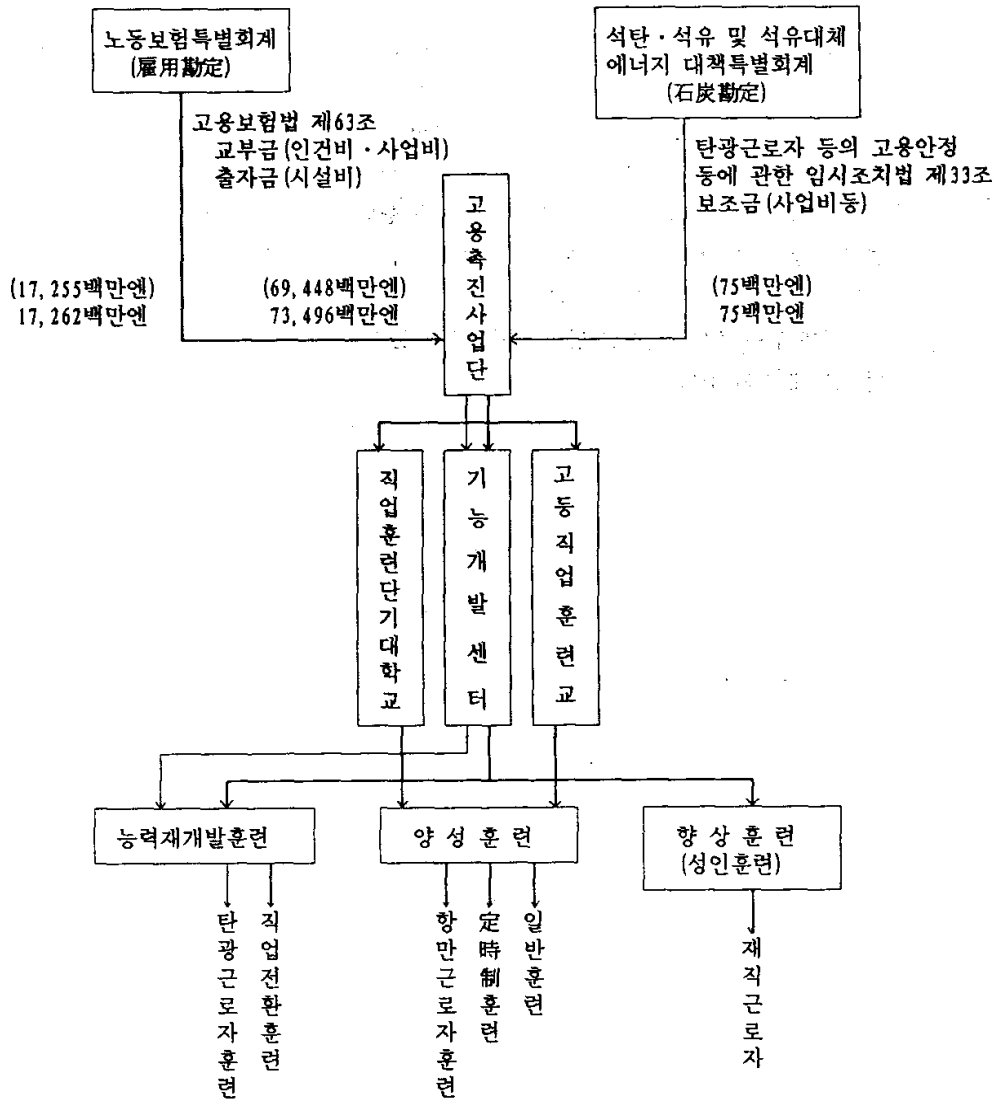 노동보험특별회계
(雇用勘定)
석탄·석유 및 석유대체
에너지 대책특별회계
(石炭勘定)
고용보험법 제63조
교부금(인건비·사업비)
출자금(시설비)
탄광근로자 등의 고용안정
등에 관한 임시조치법 제33조
보조금(사업비등)
고용촉진사업단
(17,255백만엔)
17,262백만엔
(69,448백만엔)
73,496백만엔
(75백만엔)
75백만엔
직업훈련단기대학교
기능개발센터
고등직업훈련교
능력재개발훈련
양성훈련
향상훈련
(성인훈련)
탄광근로자훈련
직업전환훈련
항만근로자훈련
定時制훈련
일반훈련
재직근로자